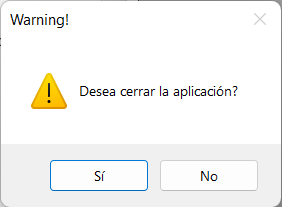 Warning!
Desea cerrar la aplicación?
Sí
No